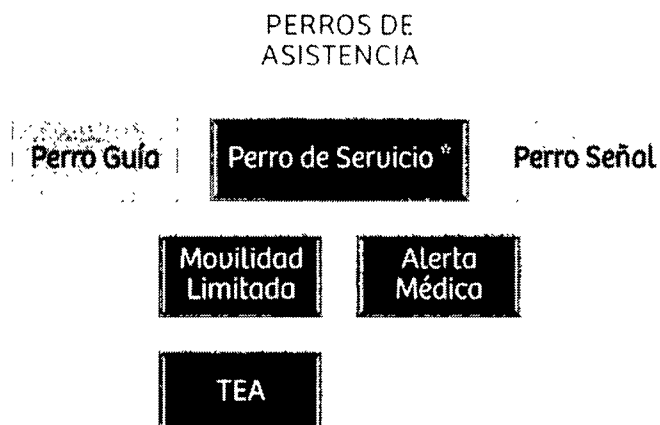 PERROS DE
ASISTENCIA
Perro Guía
Perro de Servicio *
Perro Señal
Movilidad
Limitada
Alerta
Médica
TEA